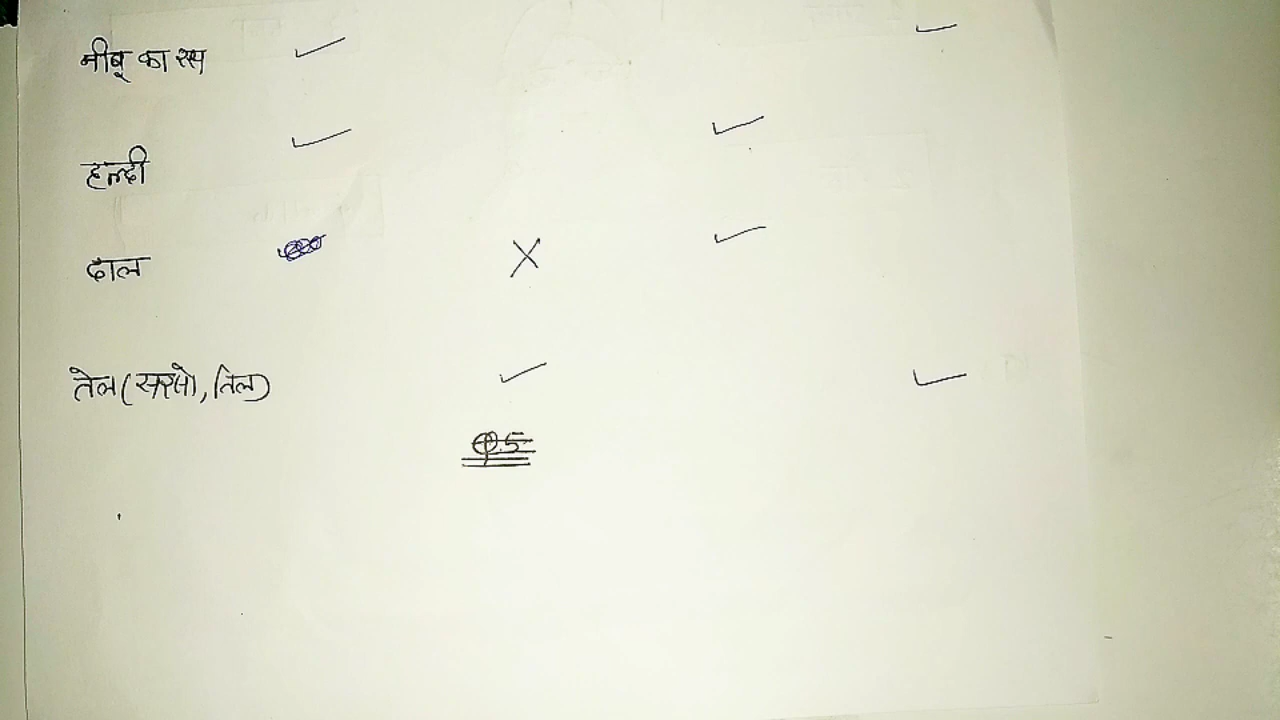 नीबू का रस ✓ ✓
हल्दी ✓ ✓
दाल ✗ ✓
तेल (सरसो, तिल) ✓ ✓